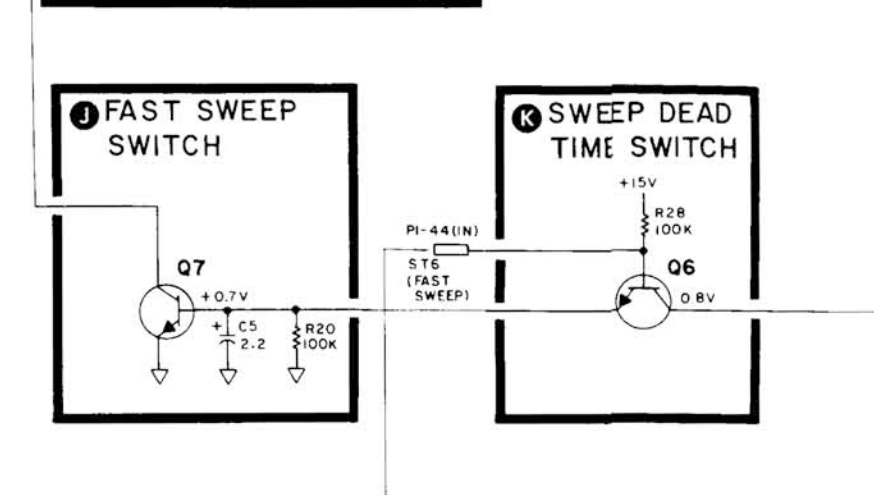 J FAST SWEEP
SWITCH
Q7
+0.7V
+ C5
2.2
R20
100K
P1-44(IN)
ST6
(FAST
SWEEP)
K SWEEP DEAD
TIME SWITCH
+15V
R28
100K
Q6
0.8V